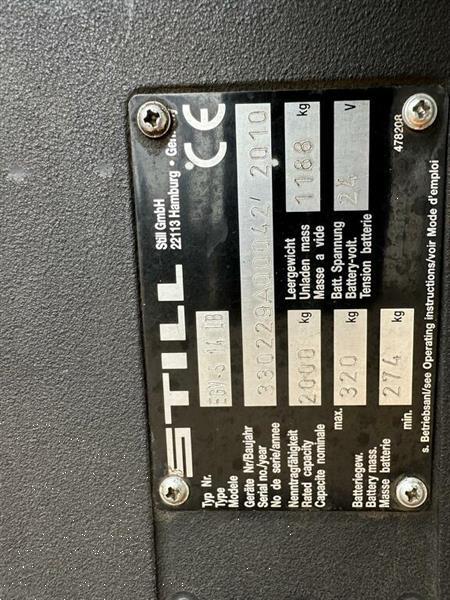 STILL
Still GmbH
22113 Hamburg · Germany
CE
Typ Nr.
Type
Modele
EGV-S 14 LB
Geräte Nr/Baujahr
Serial no./year
No de serie/annee
330229A00042/ 2010
Nenntragfähigkeit
Rated capacity
Capacite nominale
2000 kg
Leergewicht
Unladen mass
Masse a vide
1188 kg
Batteriegew.
Battery mass.
Masse batterie
max. 320 kg
min. 274 kg
Batt. Spannung
Battery-volt.
Tension batterie
24 V
s. Betriebsanl/see Operating instructions/voir Mode d'emploi
478208